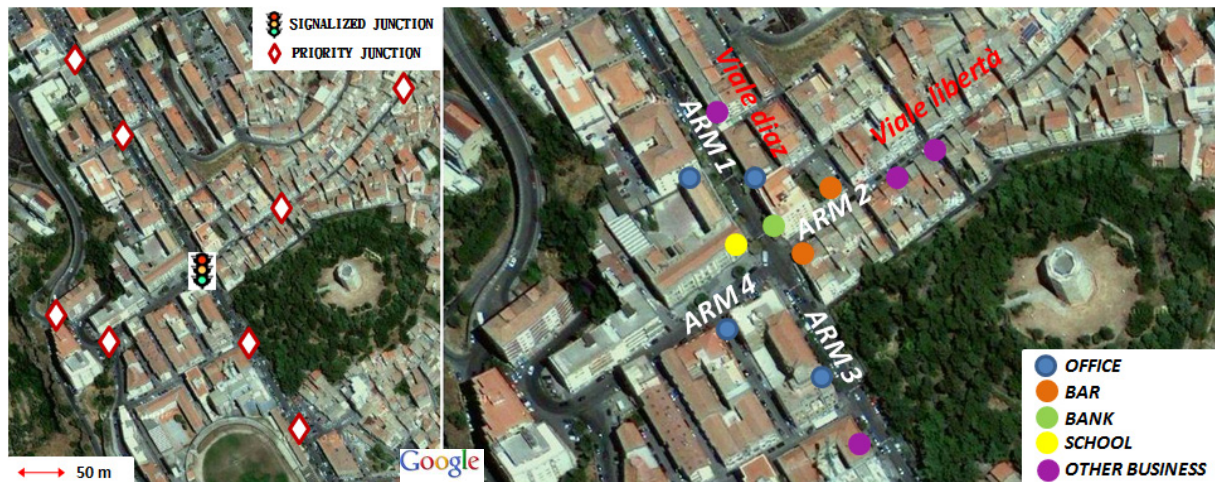 SIGNALIZED JUNCTION
PRIORITY JUNCTION
50 m
Google
Viale diaz
Viale libertà
ARM 1
ARM 2
ARM 4
ARM 3
OFFICE
BAR
BANK
SCHOOL
OTHER BUSINESS